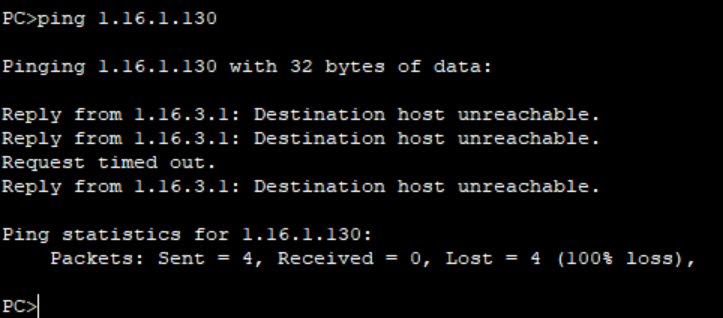 PC>ping 1.16.1.130
Pinging 1.16.1.130 with 32 bytes of data:
Reply from 1.16.3.1: Destination host unreachable.
Reply from 1.16.3.1: Destination host unreachable.
Request timed out.
Reply from 1.16.3.1: Destination host unreachable.
Ping statistics for 1.16.1.130:
    Packets: Sent = 4, Received = 0, Lost = 4 (100% loss),
PC>